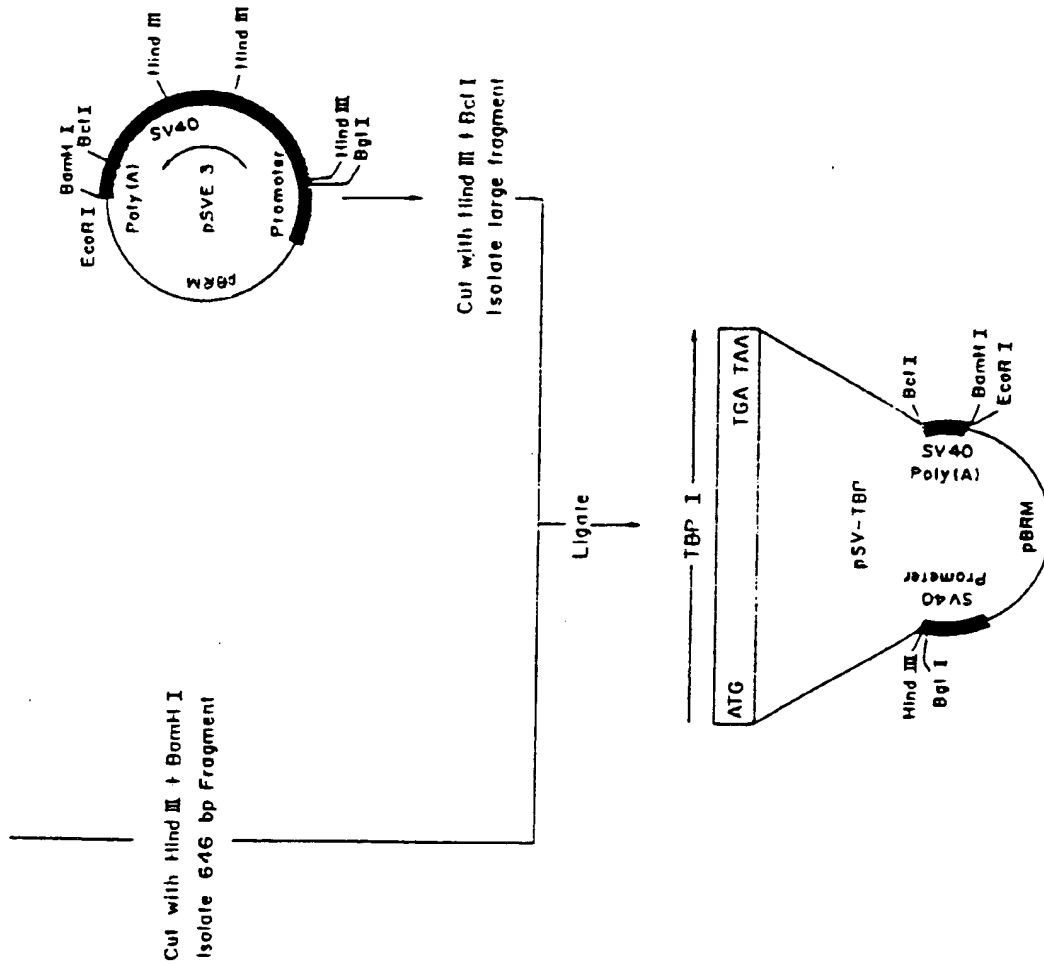 EcoR I
BamH I
Bcl I
Poly(A)
SV40
Hind III
Hind III
pSVE 3
pBRM
Promoter
Hind III
Bgl I
Cut with Hind III + BamH I
Isolate 646 bp Fragment
Cut with Hind III + Bcl I
Isolate large fragment
Ligate
TBP I
ATG
TGA TAA
pSV-TBP
Hind III
Bgl I
SV40
Promoter
Bcl I
SV40
Poly(A)
BamH I
EcoR I
pBRM